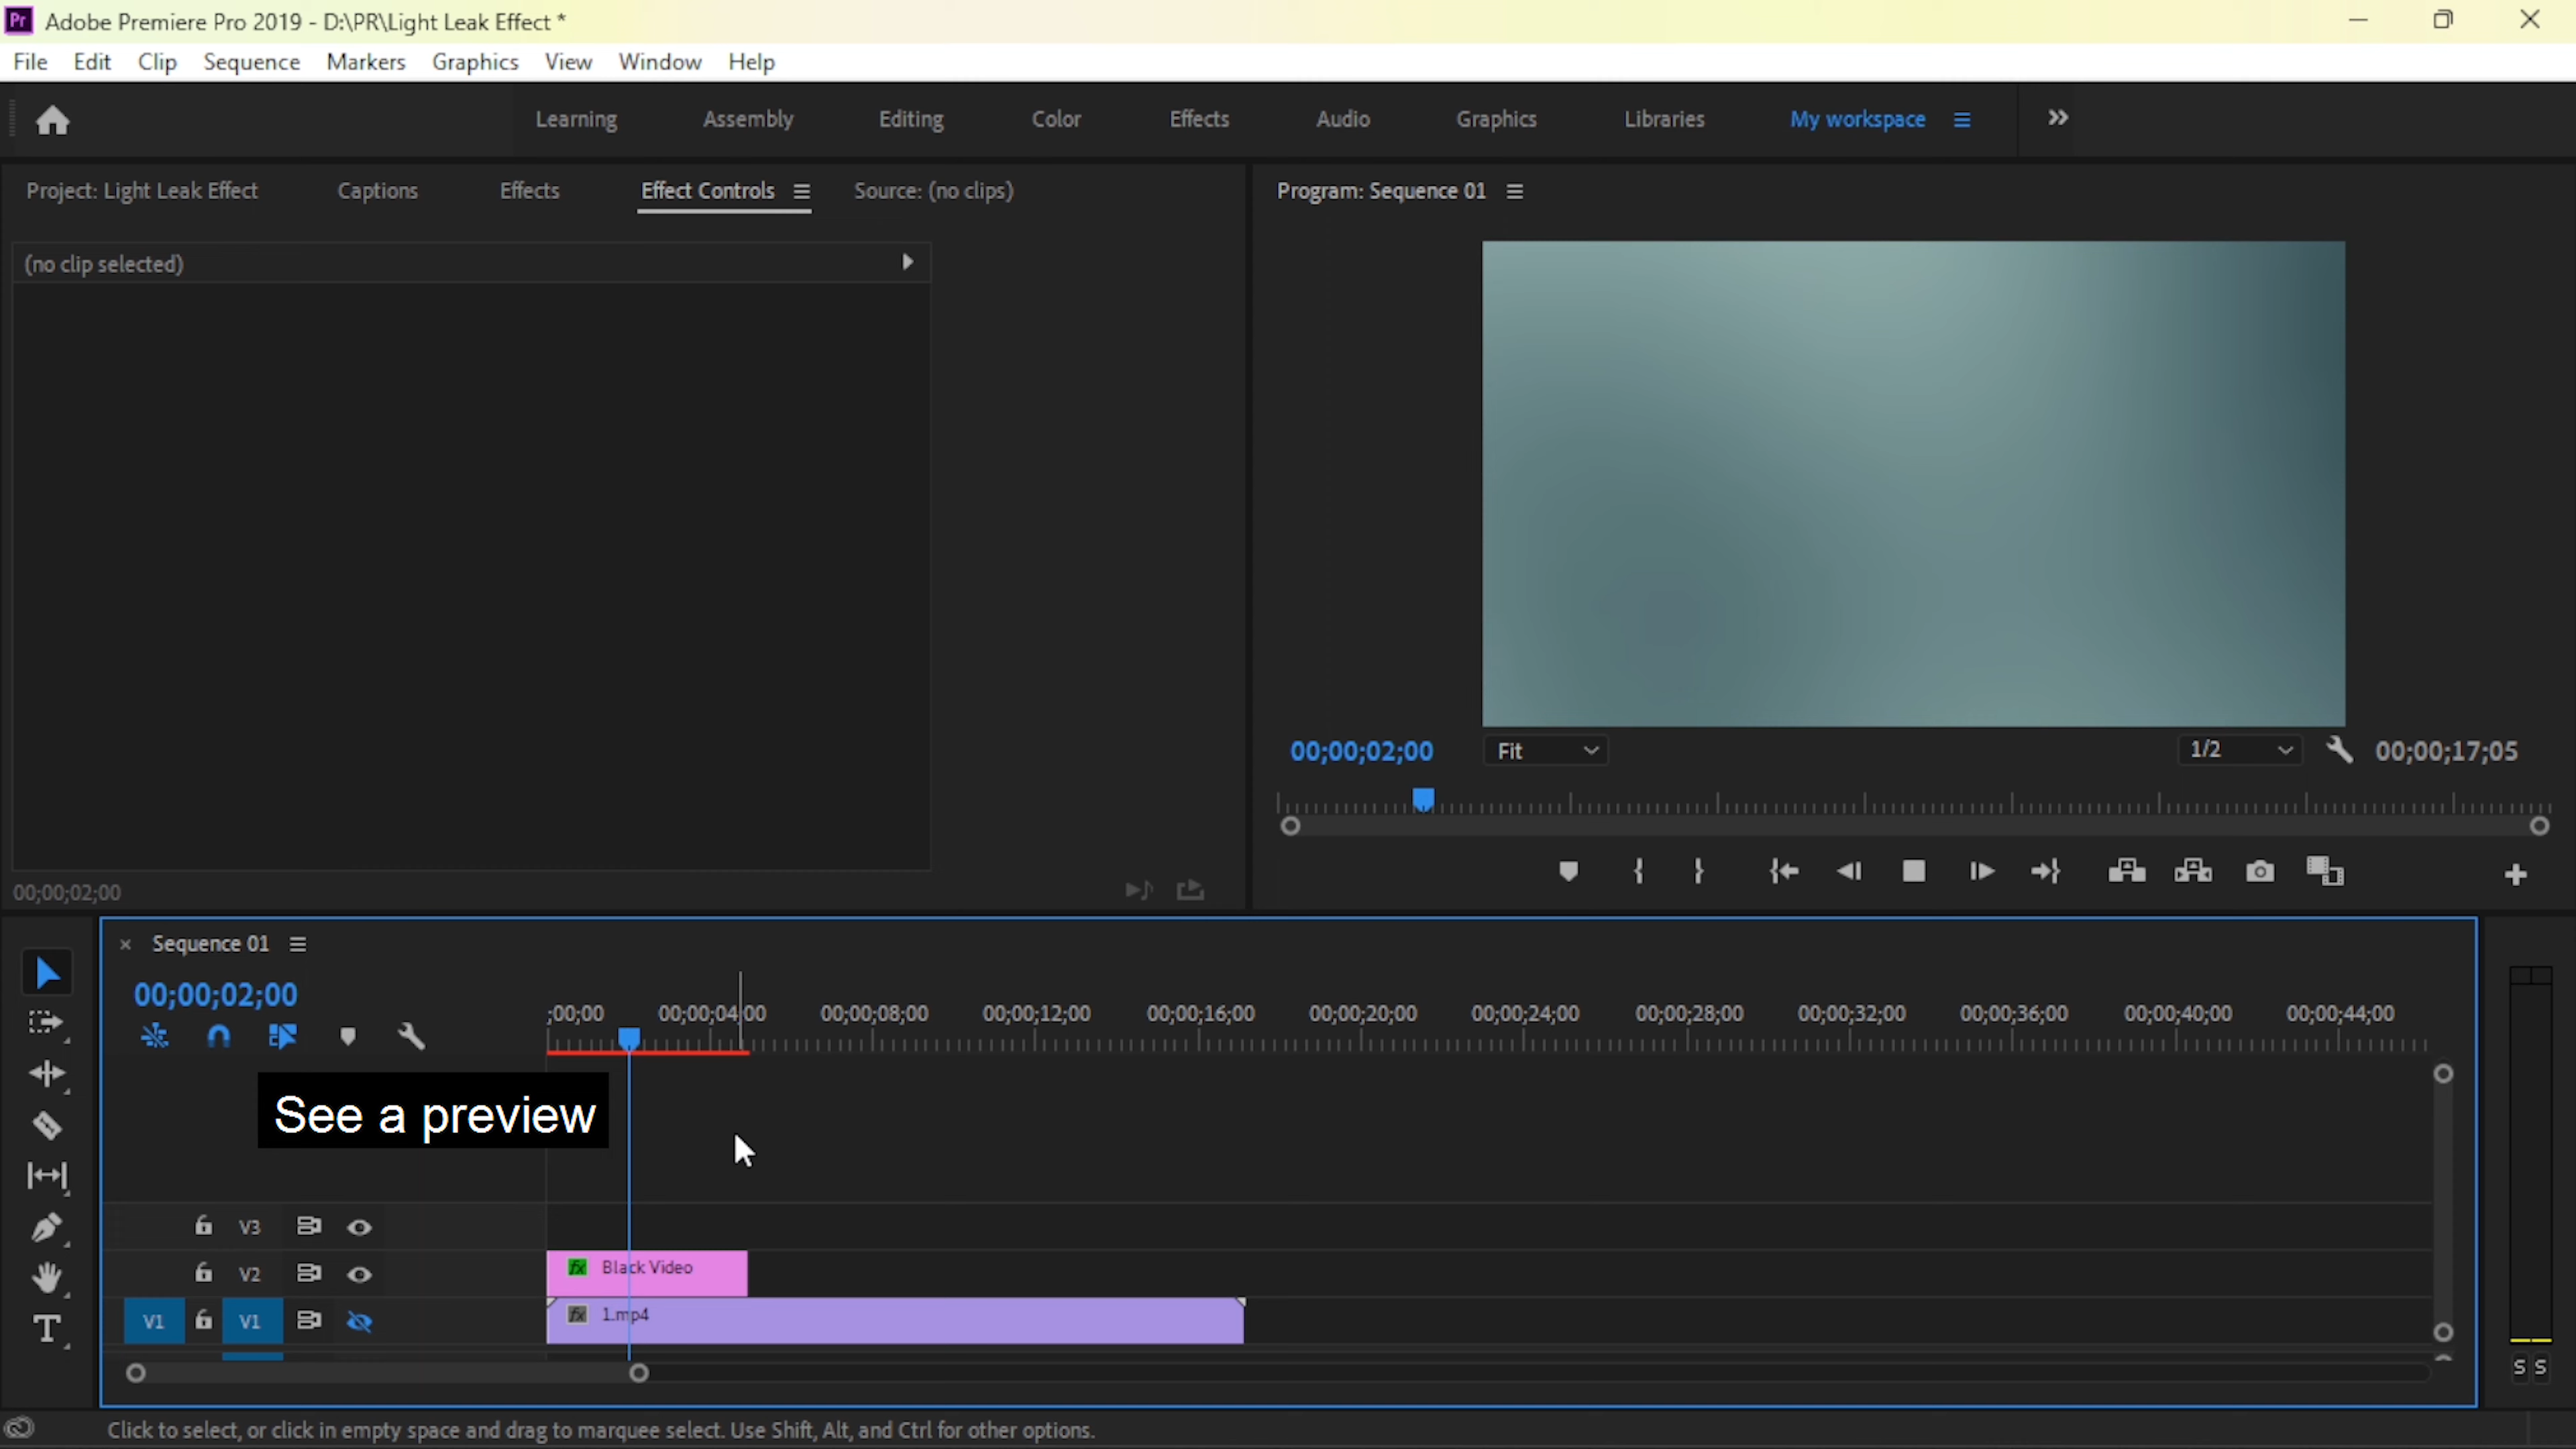 Pr Adobe Premiere Pro 2019 - D:\PR\Light Leak Effect *
File Edit Clip Sequence Markers Graphics View Window Help
Learning Assembly Editing Color Effects Audio Graphics Libraries My workspace
Project: Light Leak Effect Captions Effects Effect Controls Source: (no clips) Program: Sequence 01
(no clip selected)
00;00;02;00 Fit 1/2 00;00;17;05
00;00;02;00
Sequence 01
00;00;02;00
;00;00 00;00;04;00 00;00;08;00 00;00;12;00 00;00;16;00 00;00;20;00 00;00;24;00 00;00;28;00 00;00;32;00 00;00;36;00 00;00;40;00 00;00;44;00
See a preview
V3
V2 fx Black Video
V1 V1 fx 1.mp4
S S
Click to select, or click in empty space and drag to marquee select. Use Shift, Alt, and Ctrl for other options.